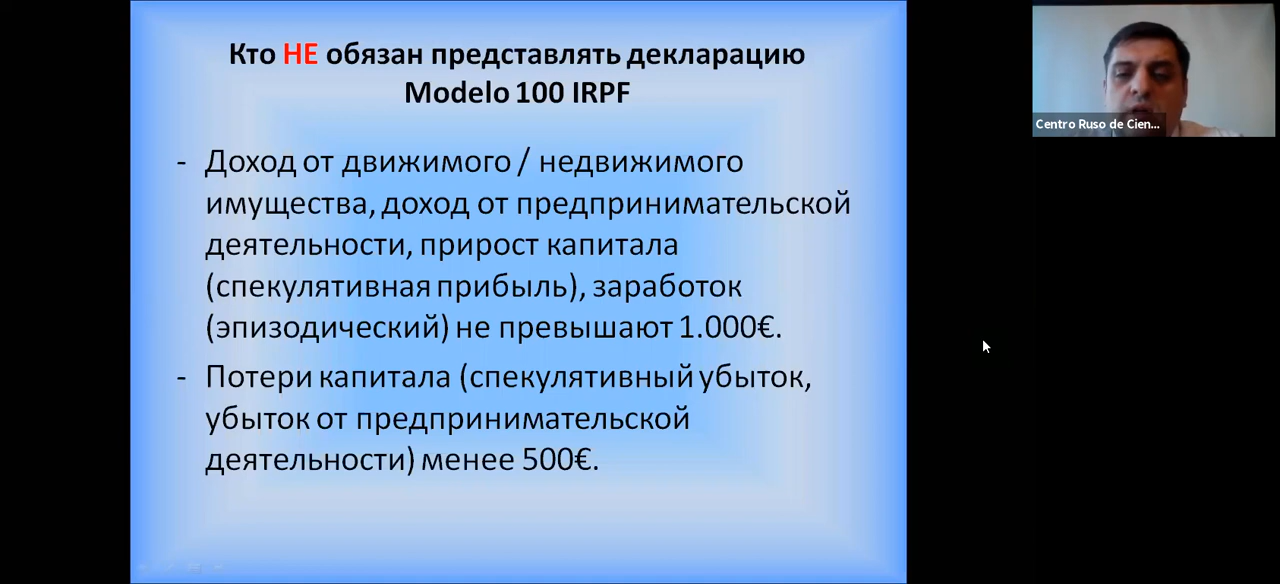 Кто НЕ обязан представлять декларацию
Modelo 100 IRPF
- Доход от движимого / недвижимого
имущества, доход от предпринимательской
деятельности, прирост капитала
(спекулятивная прибыль), заработок
(эпизодический) не превышают 1.000€.
- Потери капитала (спекулятивный убыток,
убыток от предпринимательской
деятельности) менее 500€.
Centro Ruso de Cien...